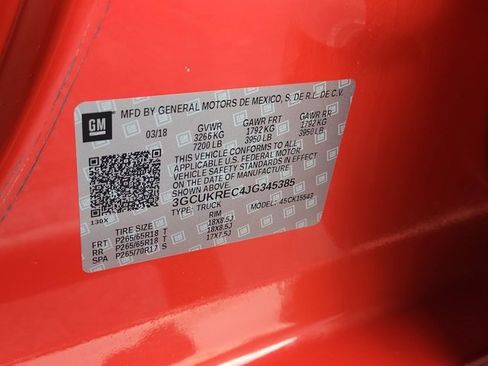 MFD BY GENERAL MOTORS DE MEXICO, S. DE R.L. DE C.V.
GM
03/18 GVWR GAWR FRT GAWR RR
3265 KG 1792 KG 1792 KG
7200 LB 3950 LB 3950 LB
THIS VEHICLE CONFORMS TO ALL
APPLICABLE U.S. FEDERAL MOTOR
VEHICLE SAFETY STANDARDS IN
EFFECT ON THE DATE OF MANUFACTURE
SHOWN ABOVE.
3GCUKREC4JG345385
TYPE: TRUCK MODEL: 4SCK15543
130X
TIRE SIZE RIM
FRT P265/65R18 T 18X8.5J
RR P265/65R18 T 18X8.5J
SPA P265/70R17 S 17X7.5J